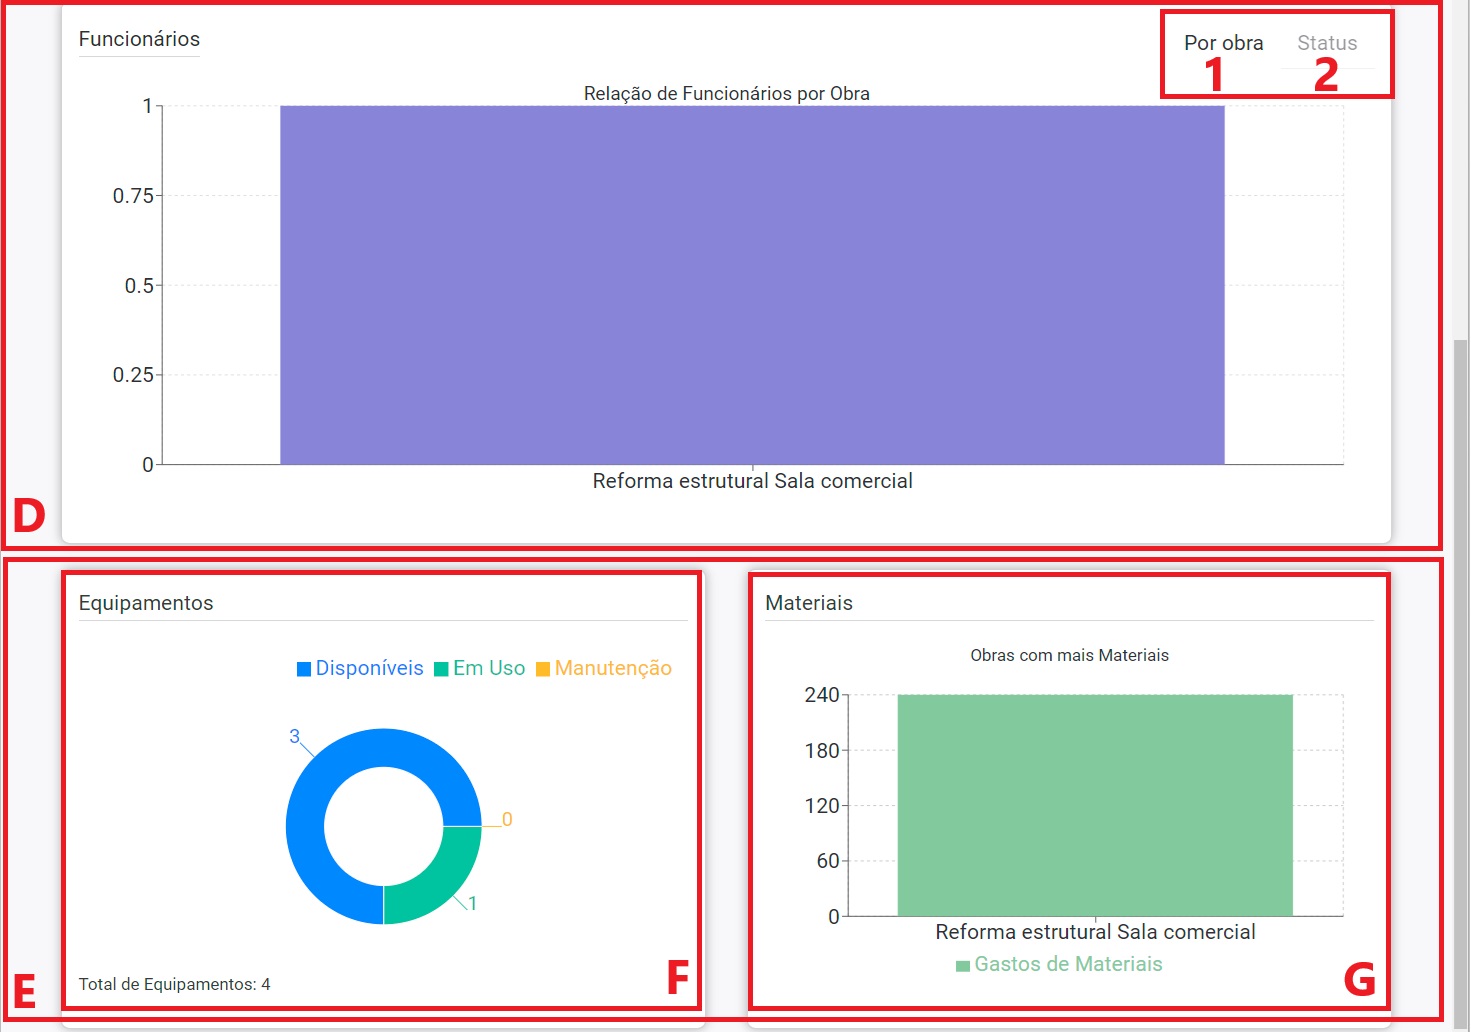 Funcionários
Por obra Status
1 2
Relação de Funcionários por Obra
1
0.75
0.5
0.25
0
Reforma estrutural Sala comercial
D
Equipamentos
Disponíveis Em Uso Manutenção
3
0
1
Total de Equipamentos: 4
E
F
Materiais
Obras com mais Materiais
240
180
120
60
0
Reforma estrutural Sala comercial
Gastos de Materiais
G